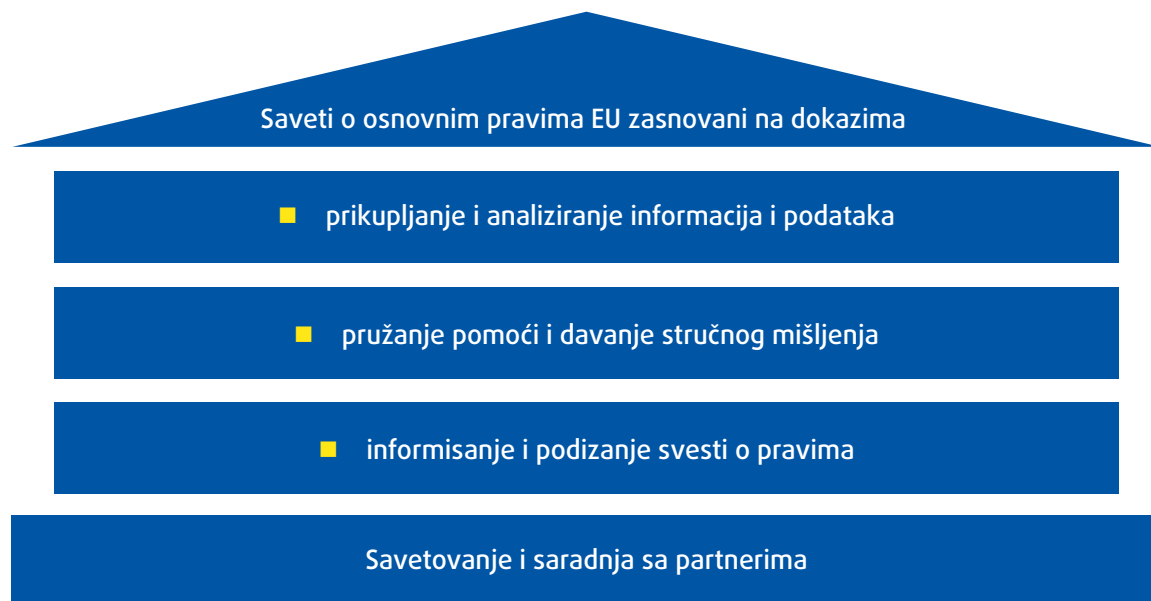 Saveti o osnovnim pravima EU zasnovani na dokazima
prikupljanje i analiziranje informacija i podataka
pružanje pomoći i davanje stručnog mišljenja
informisanje i podizanje svesti o pravima
Savetovanje i saradnja sa partnerima